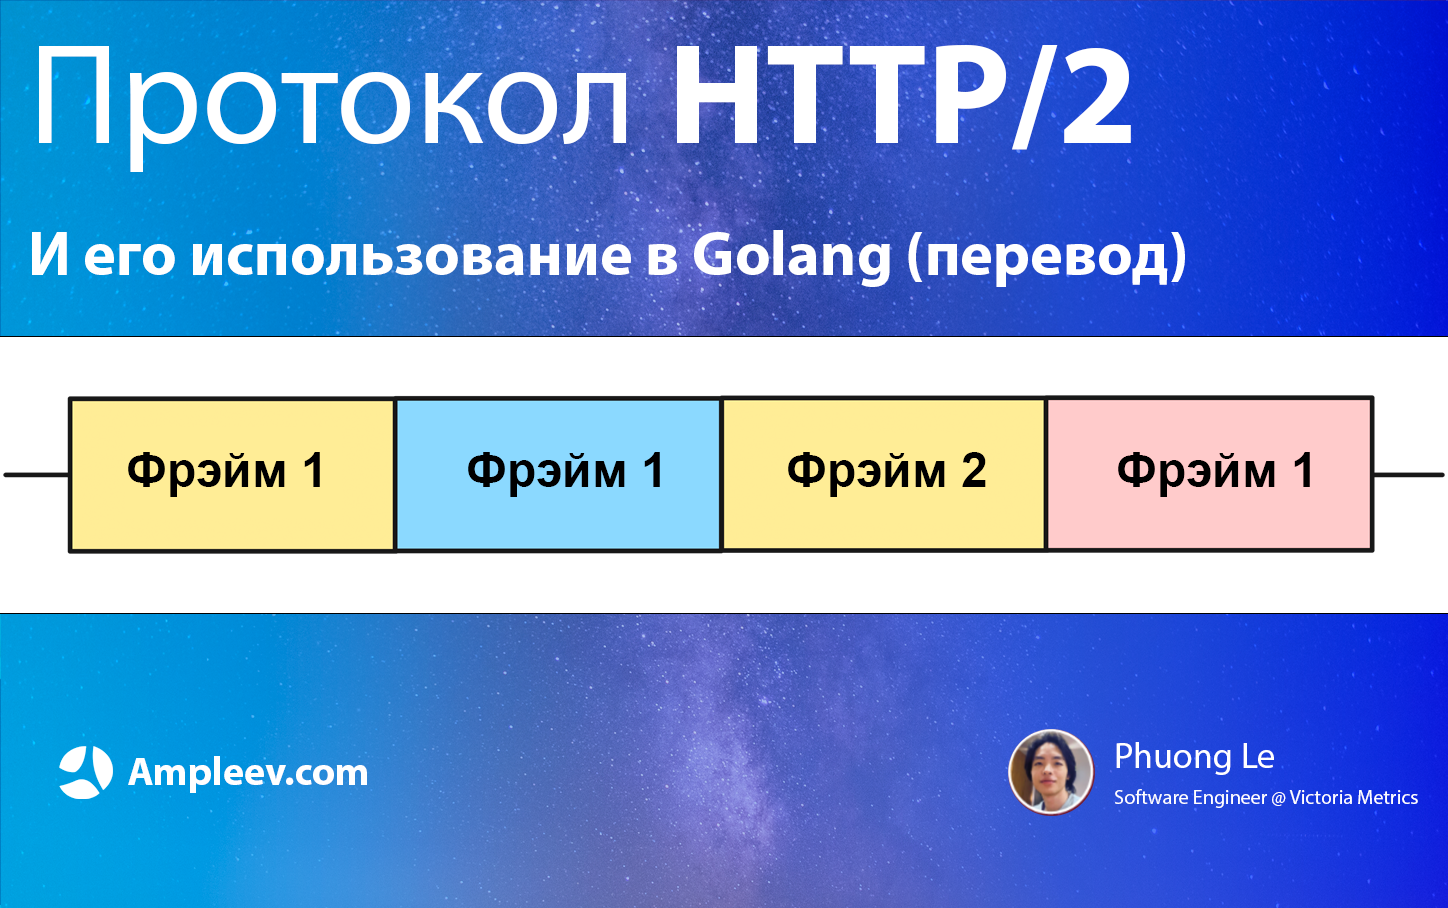 Протокол HTTP/2
И его использование в Golang (перевод)
Фрэйм 1
Фрэйм 1
Фрэйм 2
Фрэйм 1
Ampleev.com
Phuong Le
Software Engineer @ Victoria Metrics